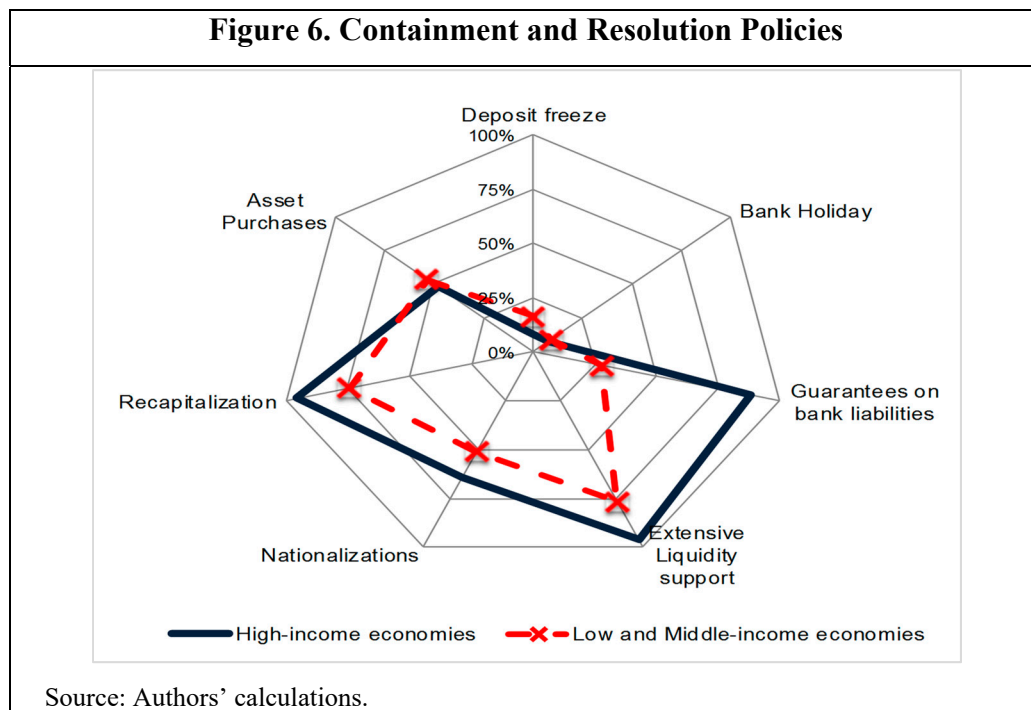 Figure 6. Containment and Resolution Policies
Deposit freeze
100%
75%
50%
25%
0%
Bank Holiday
Guarantees on
bank liabilities
Extensive
Liquidity
support
Nationalizations
Recapitalization
Asset
Purchases
High-income economies
Low and Middle-income economies
Source: Authors’ calculations.